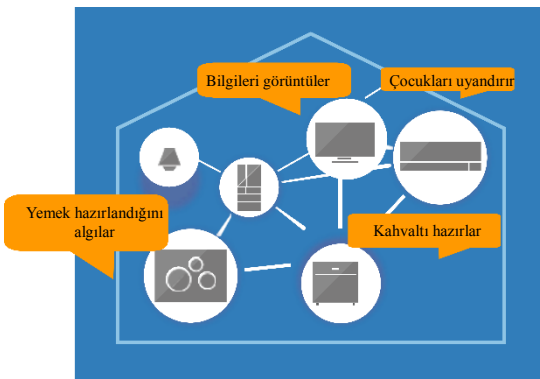 Bilgileri görüntüler
Çocukları uyandırır
Yemek hazırlandığını
algılar
Kahvaltı hazırlar